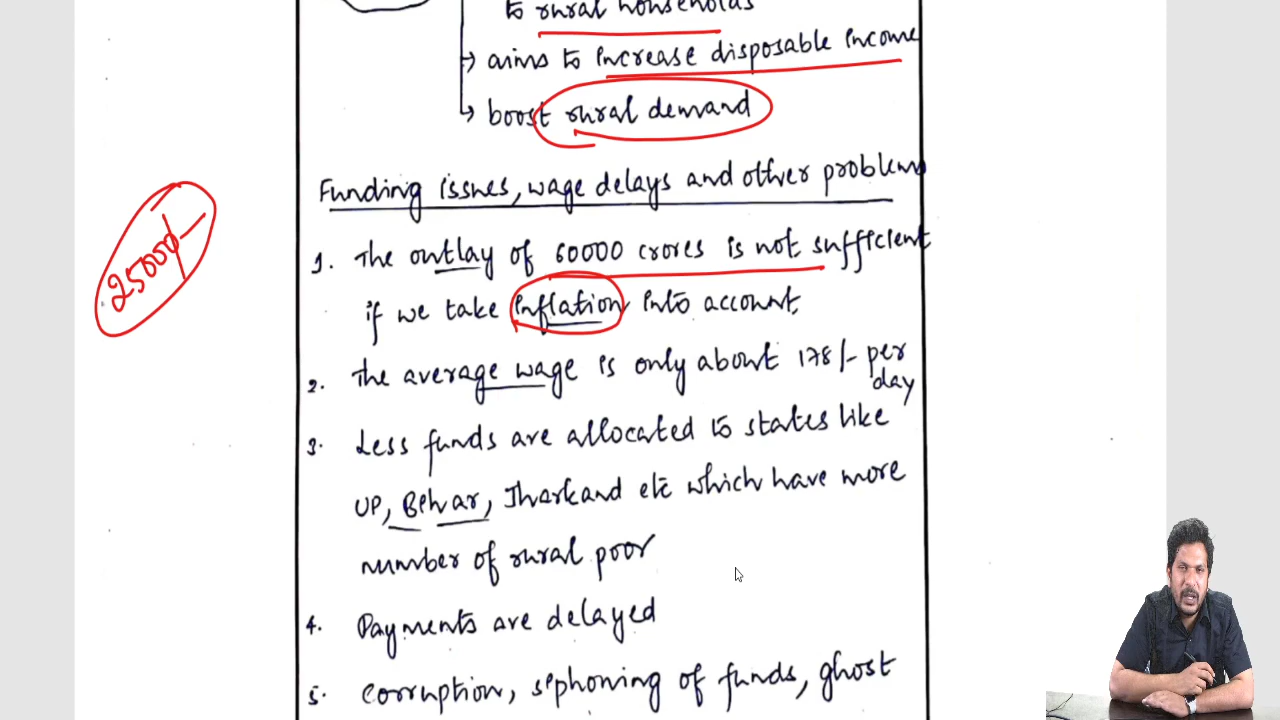 to rural households
→ aims to increase disposable income
→ boost rural demand
Funding issues, wage delays and other problems
1. The outlay of 60000 crores is not sufficient
if we take inflation into account.
25000/-
2. The average wage is only about 178/- per
day
3. Less funds are allocated to states like
UP, Bihar, Jharkand etc which have more
number of rural poor
4. Payments are delayed
5. corruption, siphoning of funds, ghost